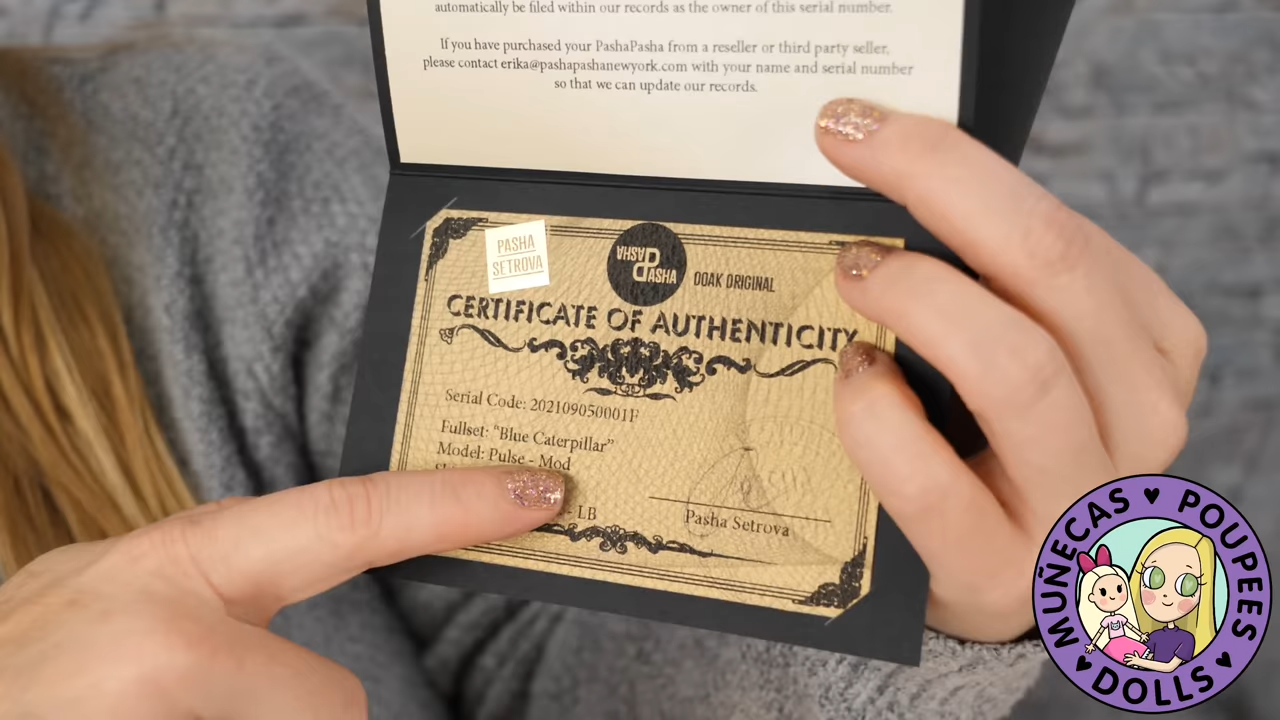 automatically be filed within our records as the owner of this serial number.
If you have purchased your PashaPasha from a reseller or third party seller,
please contact erika@pashapashanewyork.com with your name and serial number
so that we can update our records.
PASHA
SETROVA
PASHA
PASHA
OOAK ORIGINAL
CERTIFICATE OF AUTHENTICITY
Serial Code: 202109050001F
Fullset: “Blue Caterpillar”
Model: Pulse - Mod
- LB
Pasha Setrova
MUÑECAS ♥ POUPEES ♥ DOLLS ♥